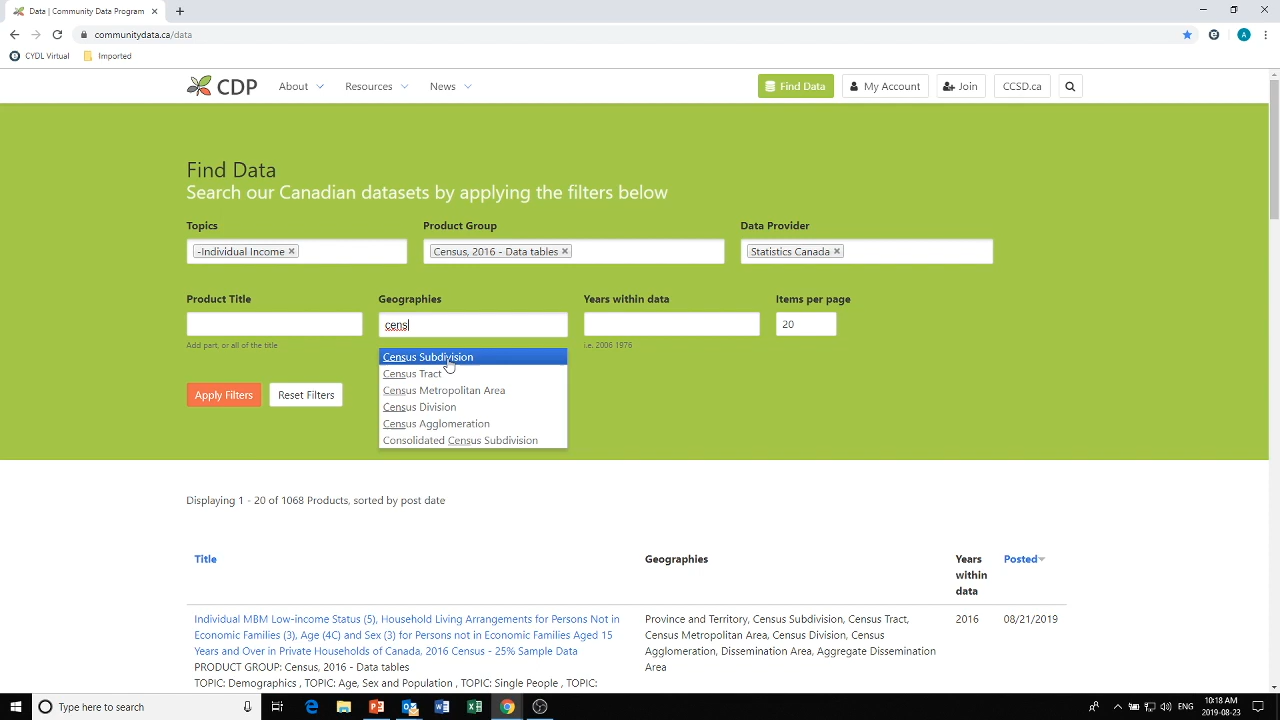 Data | Community Data Program
communitydata.ca/data
CYDL Virtual Imported
CDP About Resources News Find Data My Account Join CCSD.ca
Find Data
Search our Canadian datasets by applying the filters below
Topics Product Group Data Provider
-Individual Income × Census, 2016 - Data tables × Statistics Canada ×
Product Title Geographies Years within data Items per page
cens 20
Add part, or all of the title i.e. 2006 1976
Census Subdivision
Census Tract
Census Metropolitan Area
Apply Filters Reset Filters
Census Division
Census Agglomeration
Consolidated Census Subdivision
Displaying 1 - 20 of 1068 Products, sorted by post date
Title Geographies Years within data Posted
Individual MBM Low-income Status (5), Household Living Arrangements for Persons Not in Province and Territory, Census Subdivision, Census Tract, 2016 08/21/2019
Economic Families (3), Age (4C) and Sex (3) for Persons not in Economic Families Aged 15 Census Metropolitan Area, Census Division, Census
Years and Over in Private Households of Canada, 2016 Census - 25% Sample Data Agglomeration, Dissemination Area, Aggregate Dissemination
PRODUCT GROUP: Census, 2016 - Data tables Area
TOPIC: Demographics , TOPIC: Age, Sex and Population , TOPIC: Single People , TOPIC:
Type here to search 10:18 AM
2019-08-23